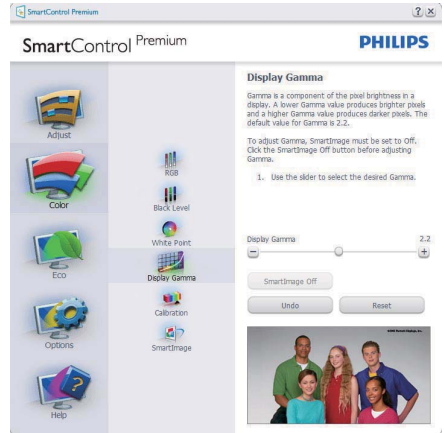 SmartControl Premium
SmartControl Premium
PHILIPS
Adjust
Color
Eco
Options
Help
RGB
Black Level
White Point
Display Gamma
Calibration
SmartImage
Display Gamma
Gamma is a component of the pixel brightness in a
display. A lower Gamma value produces brighter pixels
and a higher Gamma value produces darker pixels. The
default value for Gamma is 2.2.
To adjust Gamma, SmartImage must be set to Off.
Click the SmartImage Off button before adjusting
Gamma.
1. Use the slider to select the desired Gamma.
Display Gamma 2.2
SmartImage Off
Undo Reset